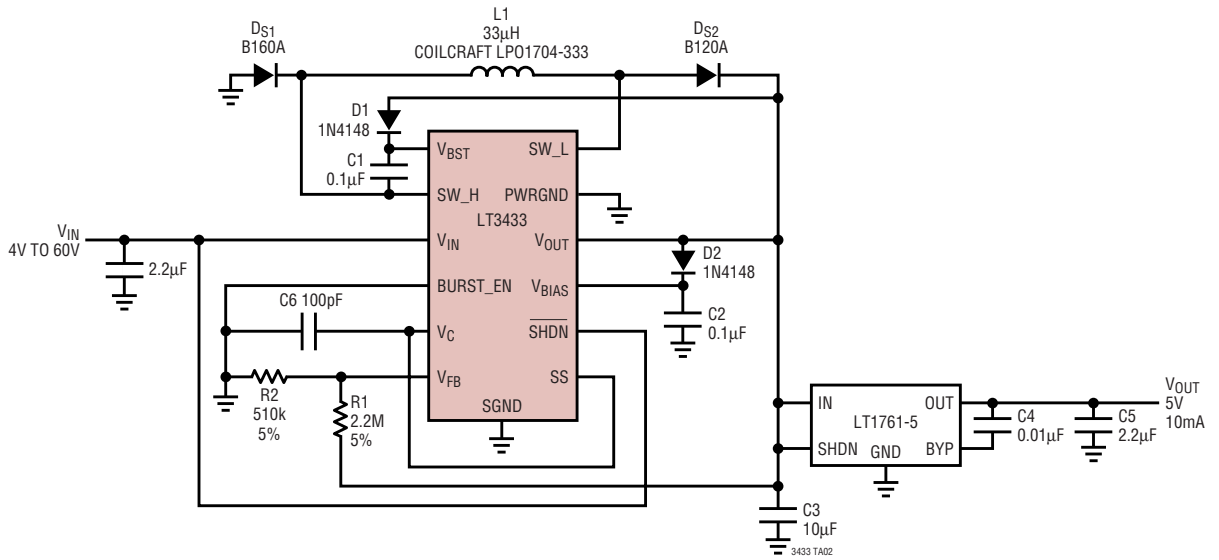 L1
33µH
COILCRAFT LPO1704-333
DS1
B160A
DS2
B120A
D1
1N4148
C1
0.1µF
VBST
SW_L
SW_H
PWRGND
LT3433
VIN
4V TO 60V
2.2µF
VIN
VOUT
D2
1N4148
BURST_EN
VBIAS
C6 100pF
C2
0.1µF
VC
SHDN
VFB
SS
R2
510k
5%
R1
2.2M
5%
SGND
IN
OUT
LT1761-5
SHDN
GND
BYP
C4
0.01µF
C5
2.2µF
VOUT
5V
10mA
C3
10µF
3433 TA02